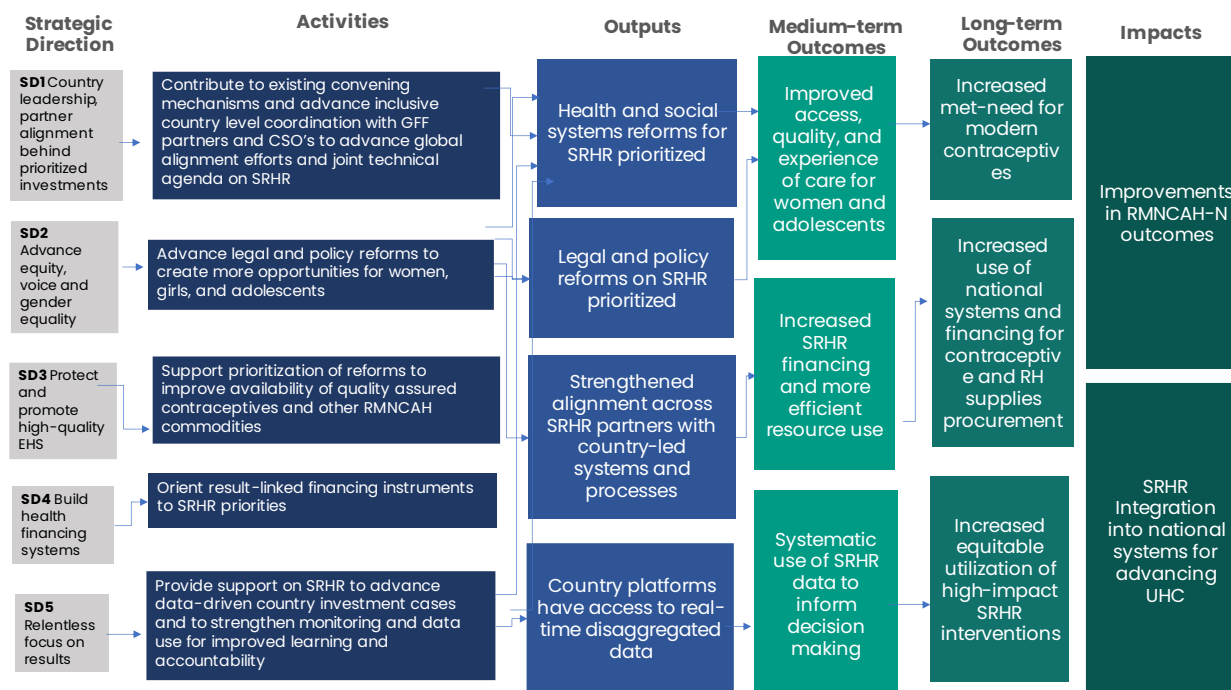 Strategic
Direction
Activities
Outputs
Medium-term
Outcomes
Long-term
Outcomes
Impacts
SD1 Country
leadership,
partner
alignment
behind
prioritized
investments
SD2
Advance
equity,
voice and
gender
equality
SD3 Protect
and
promote
high-quality
EHS
SD4 Build
health
financing
systems
SD5
Relentless
focus on
results
Contribute to existing convening
mechanisms and advance inclusive
country level coordination with GFF
partners and CSO's to advance global
alignment efforts and joint technical
agenda on SRHR
Advance legal and policy reforms to
create more opportunities for women,
girls, and adolescents
Support prioritization of reforms to
improve availability of quality assured
contraceptives and other RMNCAH
commodities
Orient result-linked financing instruments
to SRHR priorities
Provide support on SRHR to advance
data-driven country investment cases
and to strengthen monitoring and data
use for improved learning and
accountability
Health and social
systems reforms for
SRHR prioritized
Legal and policy
reforms on SRHR
prioritized
Strengthened
alignment across
SRHR partners with
country-led
systems and
processes
Country platforms
have access to real-
time disaggregated
data
Improved
access,
quality, and
experience
of care for
women and
adolescents
Increased
SRHR
financing
and more
efficient
resource use
Systematic
use of SRHR
data to
inform
decision
making
Increased
met-need for
modern
contraceptiv
es
Increased
use of
national
systems and
financing for
contraceptiv
e and RH
supplies
procurement
Increased
equitable
utilization of
high-impact
SRHR
interventions
Improvements
in RMNCAH-N
outcomes
SRHR
Integration
into national
systems for
advancing
UHC